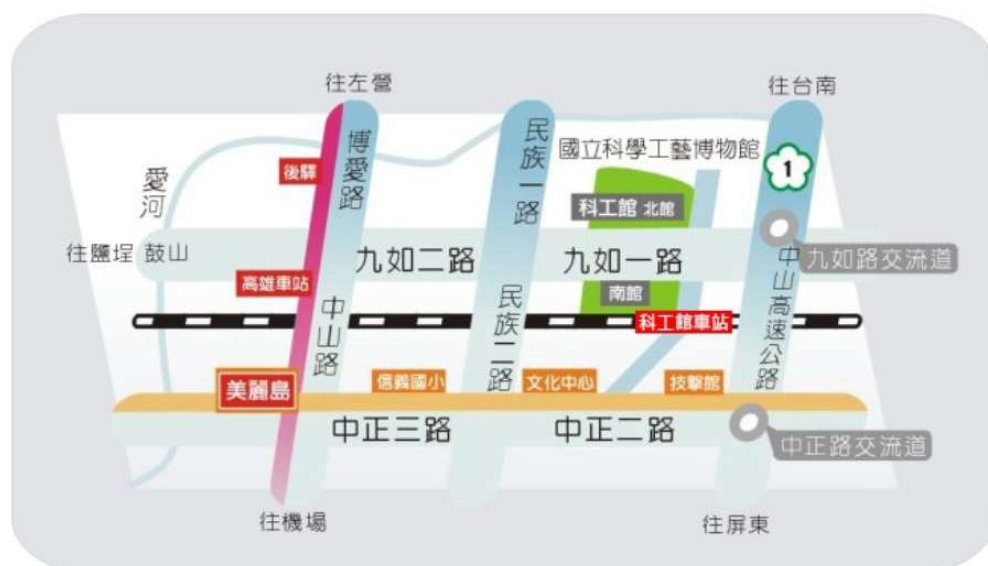 往左營
往台南
博愛路
民族一路
國立科學工藝博物館
1
後驛
愛河
科工館 北館
往鹽埕 鼓山
九如二路
九如一路
九如路交流道
高雄車站
南館
中山路
民族二路
科工館車站
中山高速公路
美麗島
信義國小
文化中心
技擊館
中正三路
中正二路
中正路交流道
往機場
往屏東